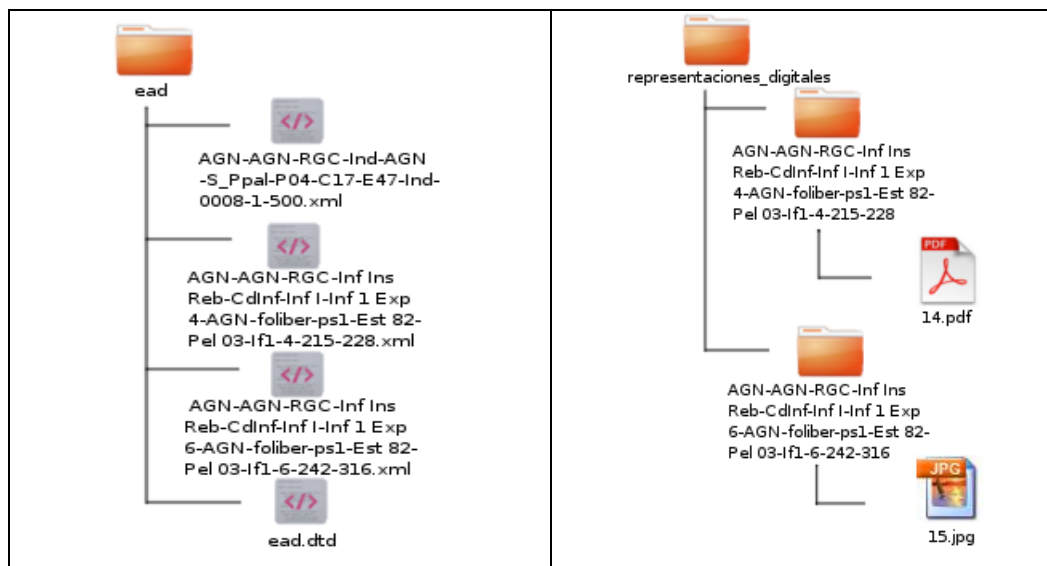 ead
</>
AGN-AGN-RGC-Ind-AGN
-S_Ppal-P04-C17-E47-Ind-
0008-1-500.xml
</>
AGN-AGN-RGC-Inf Ins
Reb-CdInf-Inf I-Inf 1 Exp
4-AGN-foliber-ps1-Est 82-
Pel 03-If1-4-215-228.xml
</>
AGN-AGN-RGC-Inf Ins
Reb-CdInf-Inf I-Inf 1 Exp
6-AGN-foliber-ps1-Est 82-
Pel 03-If1-6-242-316.xml
</>
ead.dtd
representaciones_digitales
AGN-AGN-RGC-Inf Ins
Reb-CdInf-Inf I-Inf 1 Exp
4-AGN-foliber-ps1-Est 82-
Pel 03-If1-4-215-228
PDF
14.pdf
AGN-AGN-RGC-Inf Ins
Reb-CdInf-Inf I-Inf 1 Exp
6-AGN-foliber-ps1-Est 82-
Pel 03-If1-6-242-316
JPG
15.jpg